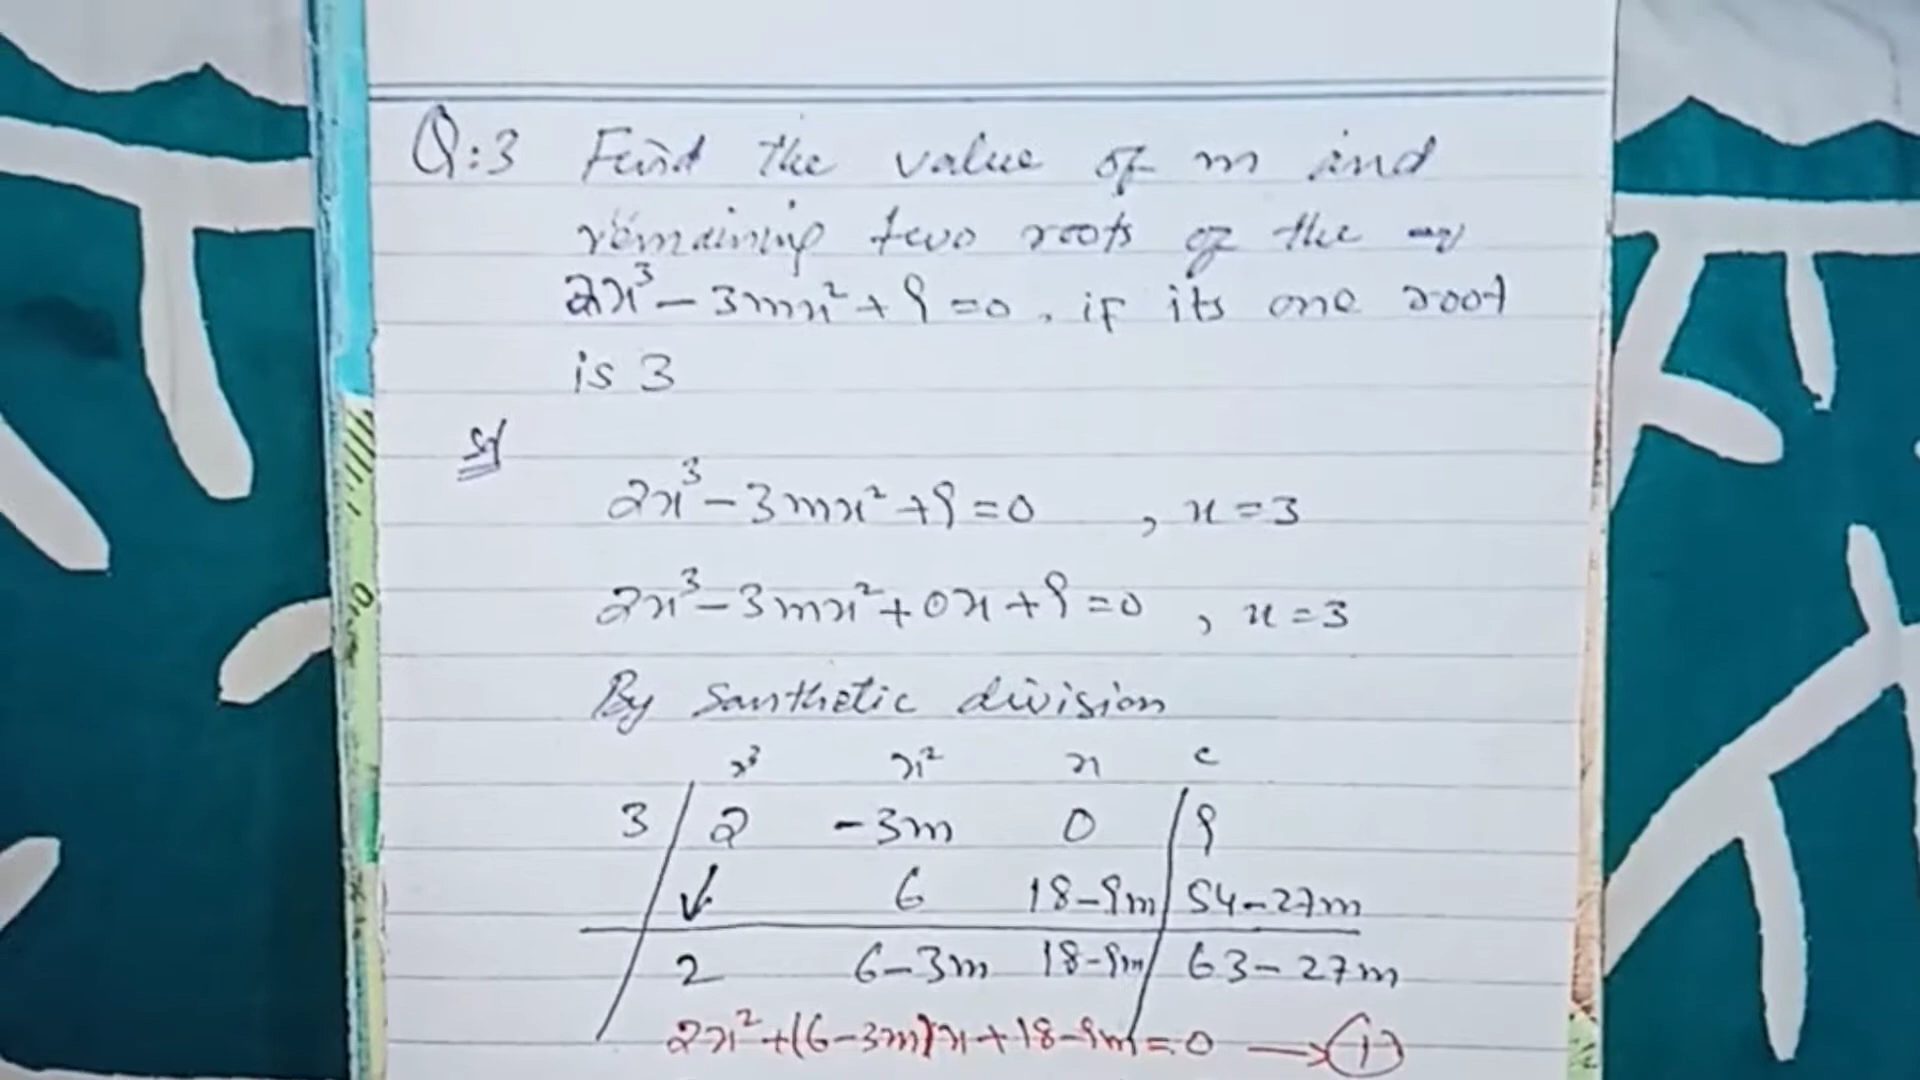 Q:3 Find the value of m and
remaining two roots of the
2x³ - 3mx² + 9 = 0, if its one root
is 3
Sol
2x³ - 3mx² + 9 = 0 , x = 3
2x³ - 3mx² + 0x + 9 = 0 , x = 3
By Santhetic division
x³ x² x c
3 2 -3m 0 9
6 18-9m 54-27m
2 6-3m 18-9m 63-27m
2x² + (6-3m)x + 18-9m = 0 → (1)